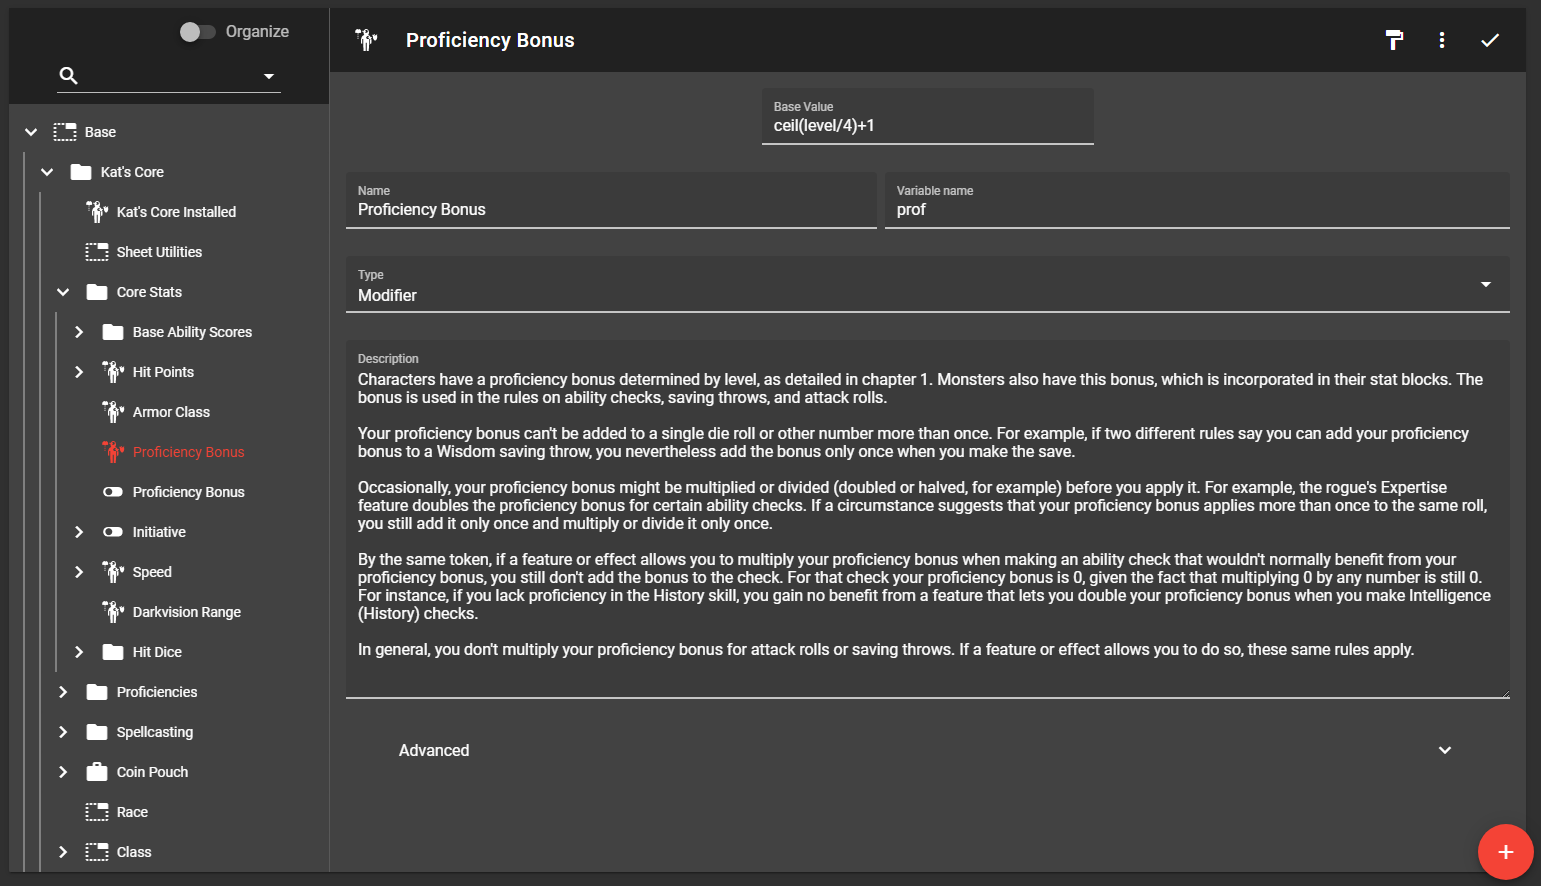 Organize
Base
Kat's Core
Kat's Core Installed
Sheet Utilities
Core Stats
Base Ability Scores
Hit Points
Armor Class
Proficiency Bonus
Proficiency Bonus
Initiative
Speed
Darkvision Range
Hit Dice
Proficiencies
Spellcasting
Coin Pouch
Race
Class
Proficiency Bonus
Base Value
ceil(level/4)+1
Name
Proficiency Bonus
Variable name
prof
Type
Modifier
Description
Characters have a proficiency bonus determined by level, as detailed in chapter 1. Monsters also have this bonus, which is incorporated in their stat blocks. The
bonus is used in the rules on ability checks, saving throws, and attack rolls.
Your proficiency bonus can't be added to a single die roll or other number more than once. For example, if two different rules say you can add your proficiency
bonus to a Wisdom saving throw, you nevertheless add the bonus only once when you make the save.
Occasionally, your proficiency bonus might be multiplied or divided (doubled or halved, for example) before you apply it. For example, the rogue's Expertise
feature doubles the proficiency bonus for certain ability checks. If a circumstance suggests that your proficiency bonus applies more than once to the same roll,
you still add it only once and multiply or divide it only once.
By the same token, if a feature or effect allows you to multiply your proficiency bonus when making an ability check that wouldn't normally benefit from your
proficiency bonus, you still don't add the bonus to the check. For that check your proficiency bonus is 0, given the fact that multiplying 0 by any number is still 0.
For instance, if you lack proficiency in the History skill, you gain no benefit from a feature that lets you double your proficiency bonus when you make Intelligence
(History) checks.
In general, you don't multiply your proficiency bonus for attack rolls or saving throws. If a feature or effect allows you to do so, these same rules apply.
Advanced